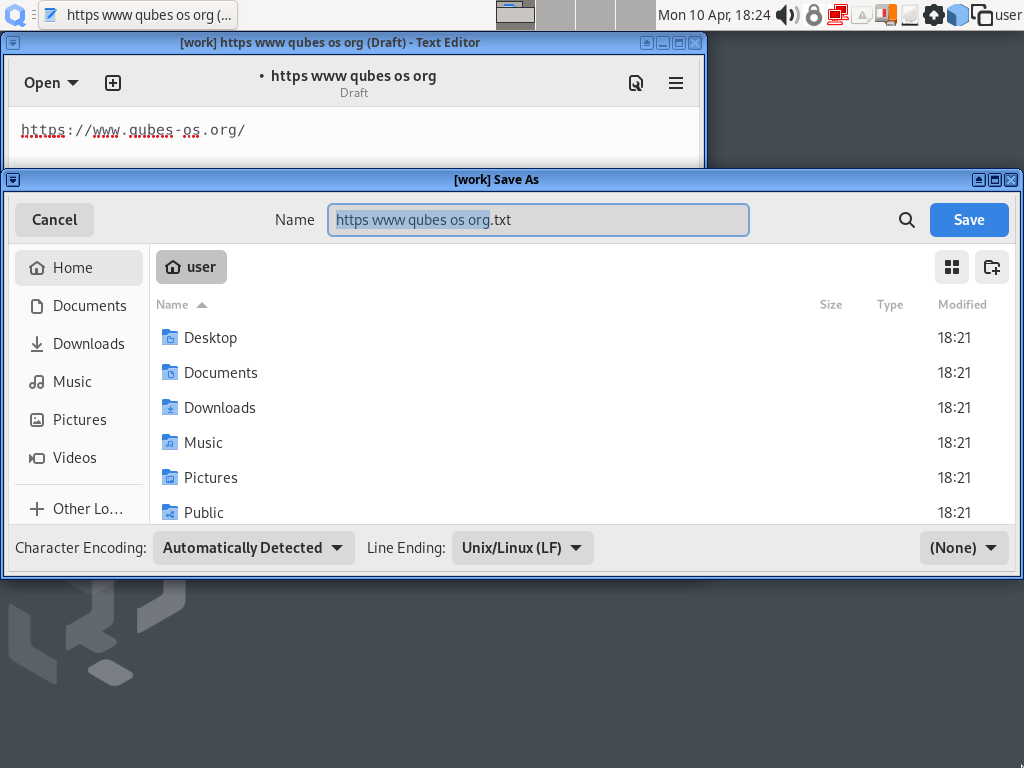 https www qubes os org (... Mon 10 Apr, 18:24 user
[work] https www qubes os org (Draft) - Text Editor
Open • https www qubes os org
Draft
https://www.qubes-os.org/
[work] Save As
Cancel Name https www qubes os org.txt Save
Home user
Name Size Type Modified
Documents
Desktop 18:21
Downloads
Documents 18:21
Music
Downloads 18:21
Pictures
Music 18:21
Videos
Pictures 18:21
Other Lo...
Public 18:21
Character Encoding: Automatically Detected Line Ending: Unix/Linux (LF) (None)